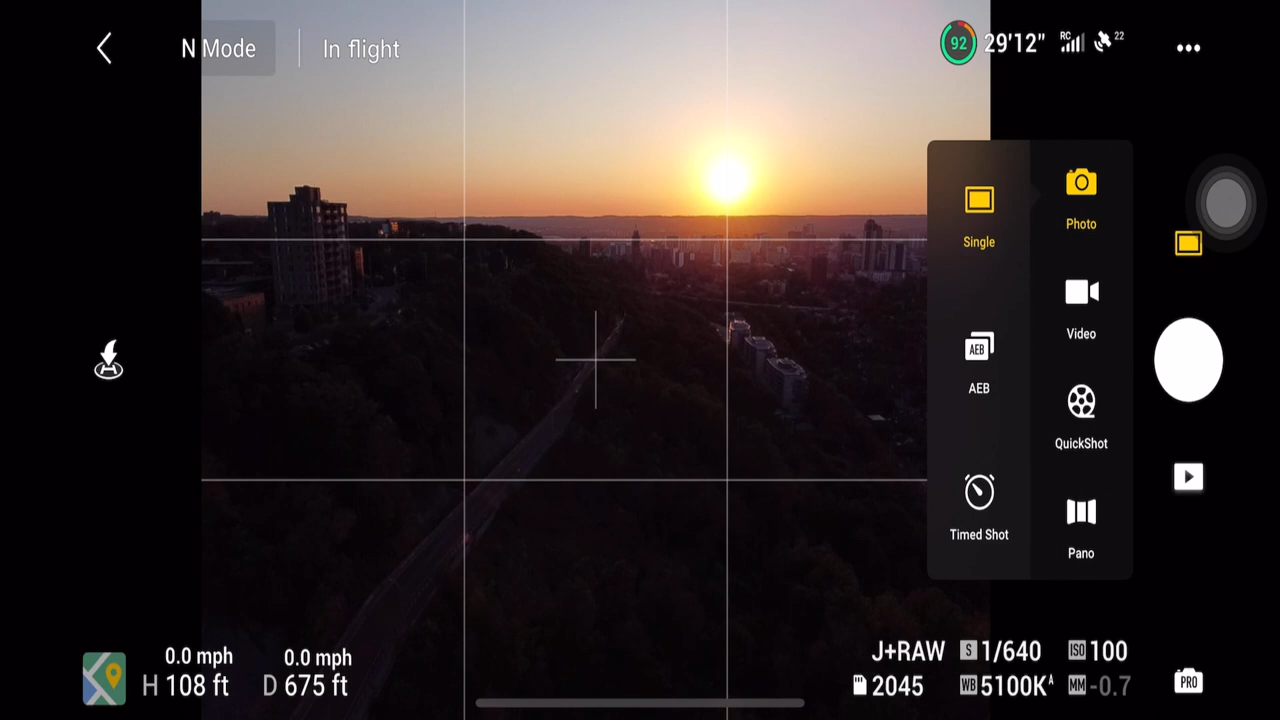 N Mode In flight
92 29'12" RC 22
Single
Photo
Video
AEB
AEB
QuickShot
Timed Shot
Pano
0.0 mph 0.0 mph
H 108 ft D 675 ft
J+RAW S 1/640 ISO 100
2045 WB 5100K A MM -0.7
PRO